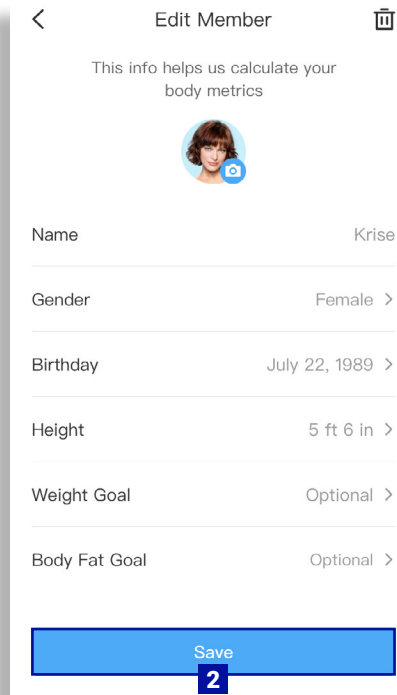 Edit Member
This info helps us calculate your
body metrics
Name Krise
Gender Female
Birthday July 22, 1989
Height 5 ft 6 in
Weight Goal Optional
Body Fat Goal Optional
Save
2